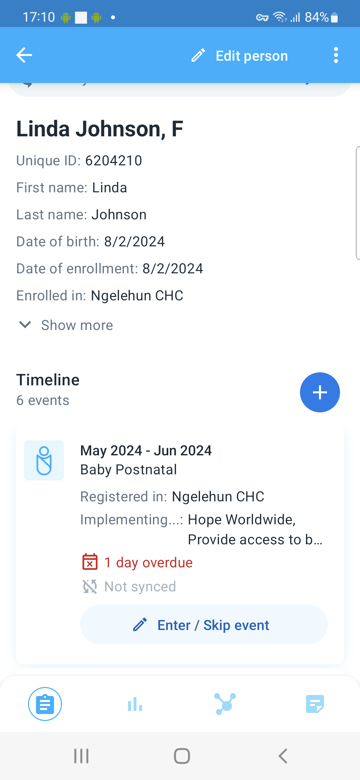 17:10
84%
Edit person
Linda Johnson, F
Unique ID: 6204210
First name: Linda
Last name: Johnson
Date of birth: 8/2/2024
Date of enrollment: 8/2/2024
Enrolled in: Ngelehun CHC
Show more
Timeline
6 events
May 2024 - Jun 2024
Baby Postnatal
Registered in: Ngelehun CHC
Implementing...: Hope Worldwide,
Provide access to b...
1 day overdue
Not synced
Enter / Skip event